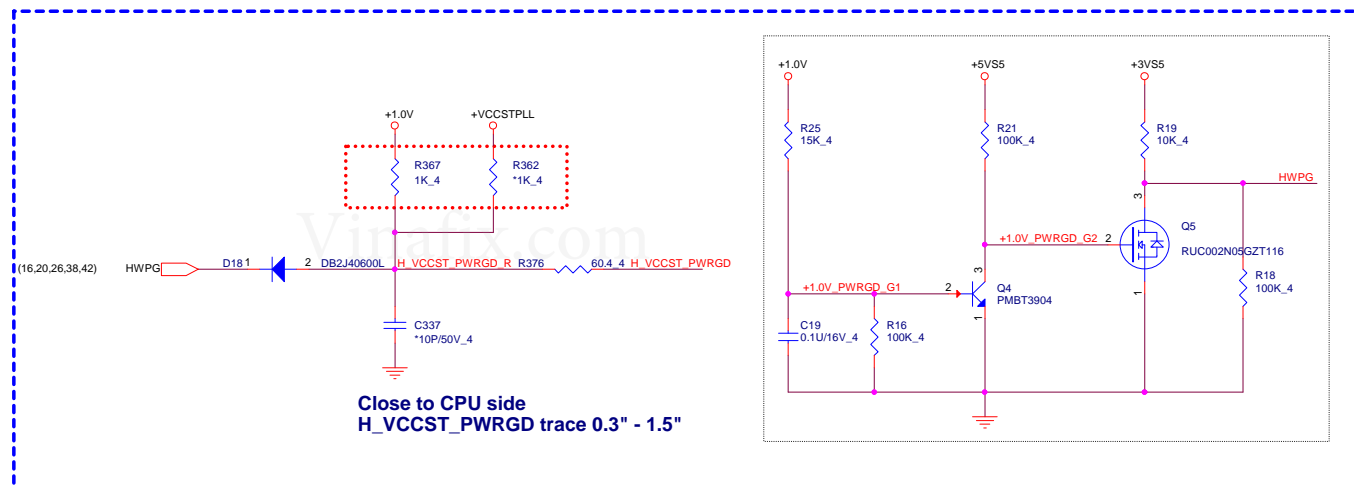 +1.0V
+VCCSTPLL
R367
1K_4
R362
*1K_4
Vinafix.com
(16,20,26,38,42)
HWPG
D18
1
2
DB2J40600L
H_VCCST_PWRGD_R
R376
60.4_4
H_VCCST_PWRGD
C337
*10P/50V_4
Close to CPU side
H_VCCST_PWRGD trace 0.3" - 1.5"
+1.0V
+5VS5
+3VS5
R25
15K_4
R21
100K_4
R19
10K_4
HWPG
3
Q5
+1.0V_PWRGD_G2
2
RUC002N05GZT116
1
R18
100K_4
+1.0V_PWRGD_G1
2
3
Q4
PMBT3904
1
C19
0.1U/16V_4
R16
100K_4